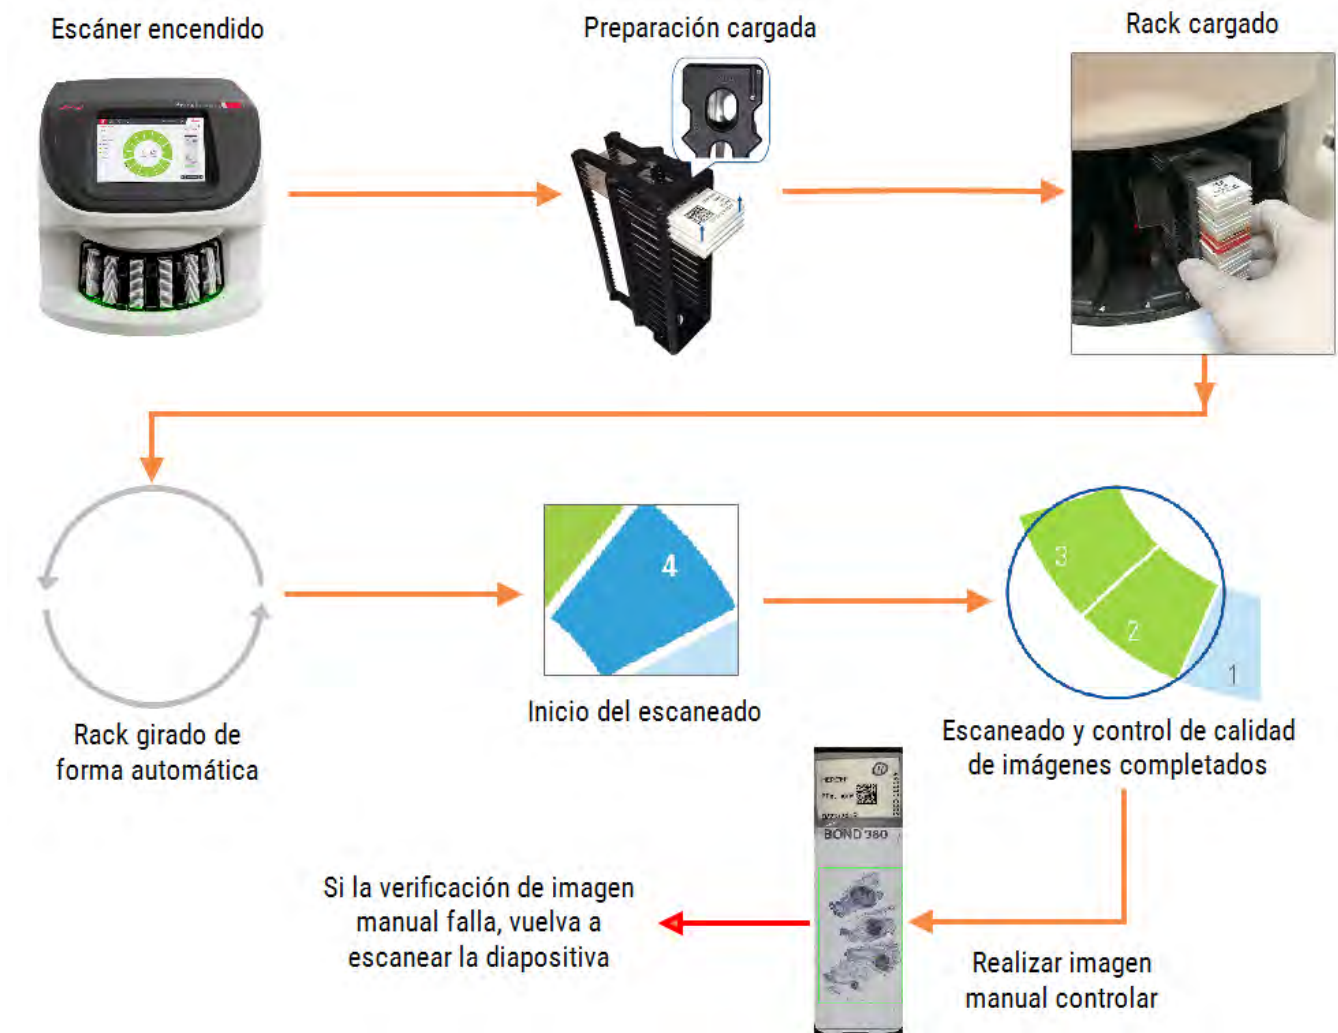 Escáner encendido
Preparación cargada
Rack cargado
4
Rack girado de
forma automática
4
Inicio del escaneado
3
2
1
Escaneado y control de calidad
de imágenes completados
BOND 380
Si la verificación de imagen
manual falla, vuelva a
escanear la diapositiva
Realizar imagen
manual controlar